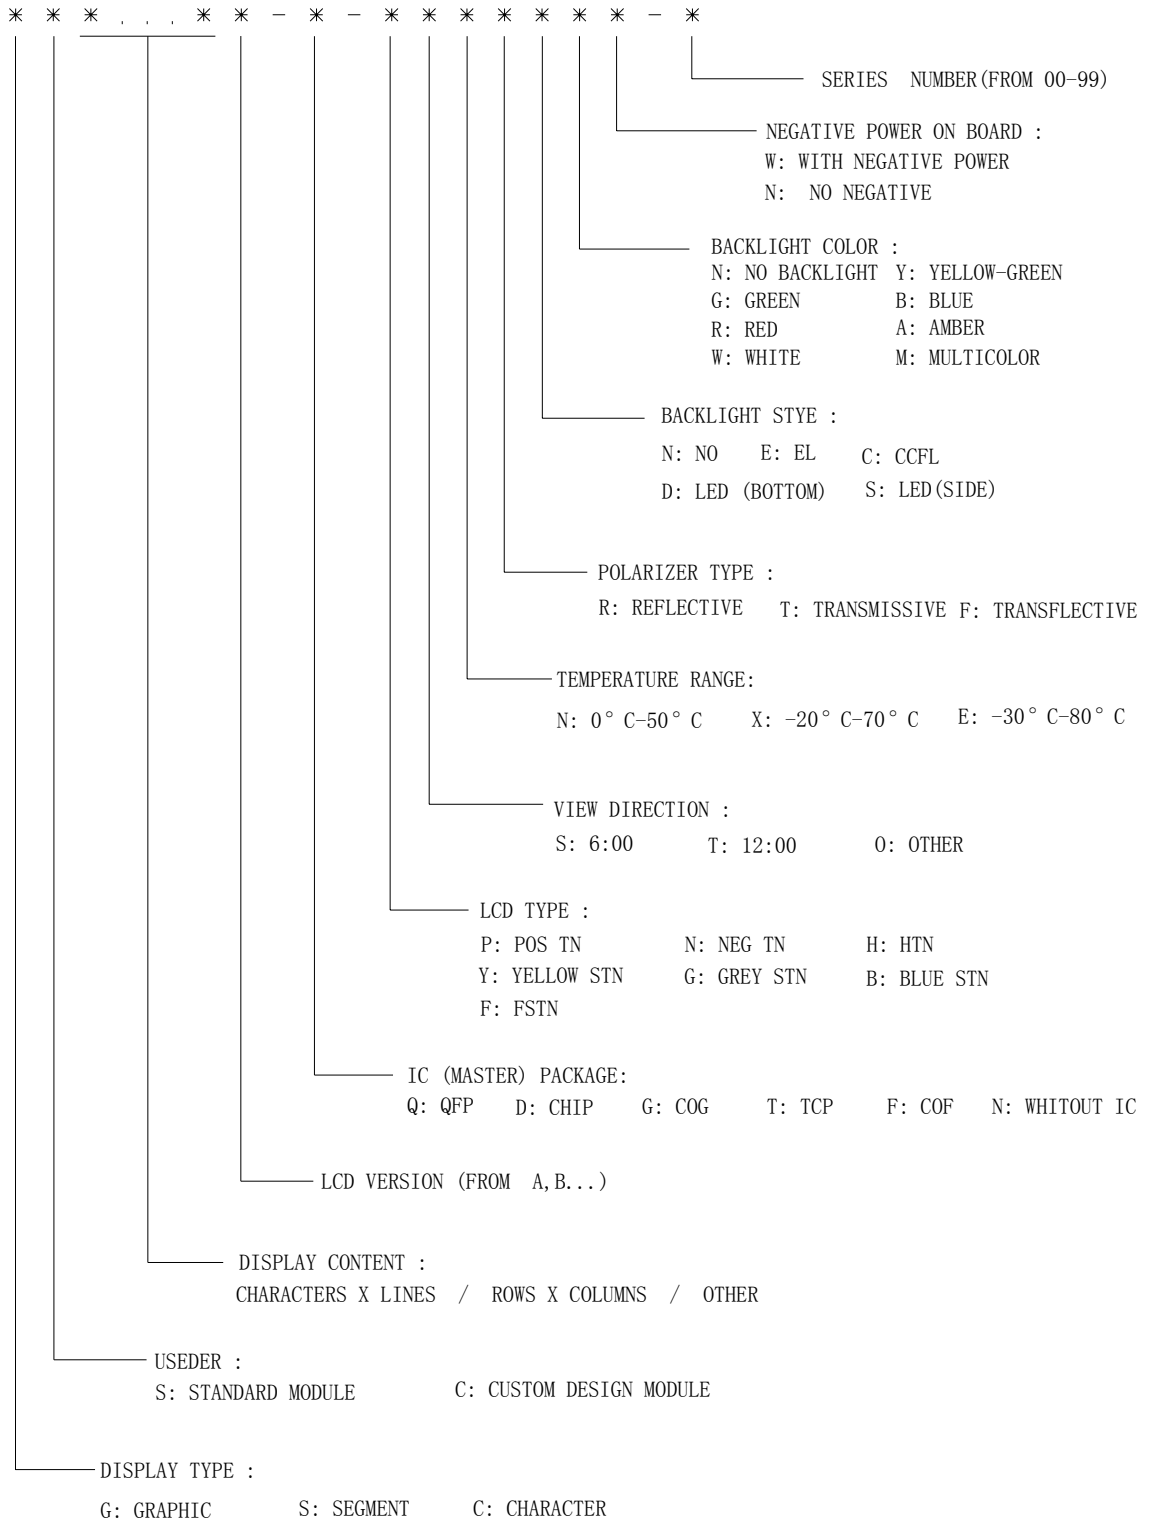 * * * . . . * * - * - * * * * * * * - *
SERIES NUMBER(FROM 00-99)
NEGATIVE POWER ON BOARD :
W: WITH NEGATIVE POWER
N: NO NEGATIVE
BACKLIGHT COLOR :
N: NO BACKLIGHT Y: YELLOW-GREEN
G: GREEN B: BLUE
R: RED A: AMBER
W: WHITE M: MULTICOLOR
BACKLIGHT STYE :
N: NO E: EL C: CCFL
D: LED (BOTTOM) S: LED(SIDE)
POLARIZER TYPE :
R: REFLECTIVE T: TRANSMISSIVE F: TRANSFLECTIVE
TEMPERATURE RANGE:
N: 0° C-50° C X: -20° C-70° C E: -30° C-80° C
VIEW DIRECTION :
S: 6:00 T: 12:00 O: OTHER
LCD TYPE :
P: POS TN N: NEG TN H: HTN
Y: YELLOW STN G: GREY STN B: BLUE STN
F: FSTN
IC (MASTER) PACKAGE:
Q: QFP D: CHIP G: COG T: TCP F: COF N: WHITOUT IC
LCD VERSION (FROM A,B...)
DISPLAY CONTENT :
CHARACTERS X LINES / ROWS X COLUMNS / OTHER
USEDER :
S: STANDARD MODULE C: CUSTOM DESIGN MODULE
DISPLAY TYPE :
G: GRAPHIC S: SEGMENT C: CHARACTER